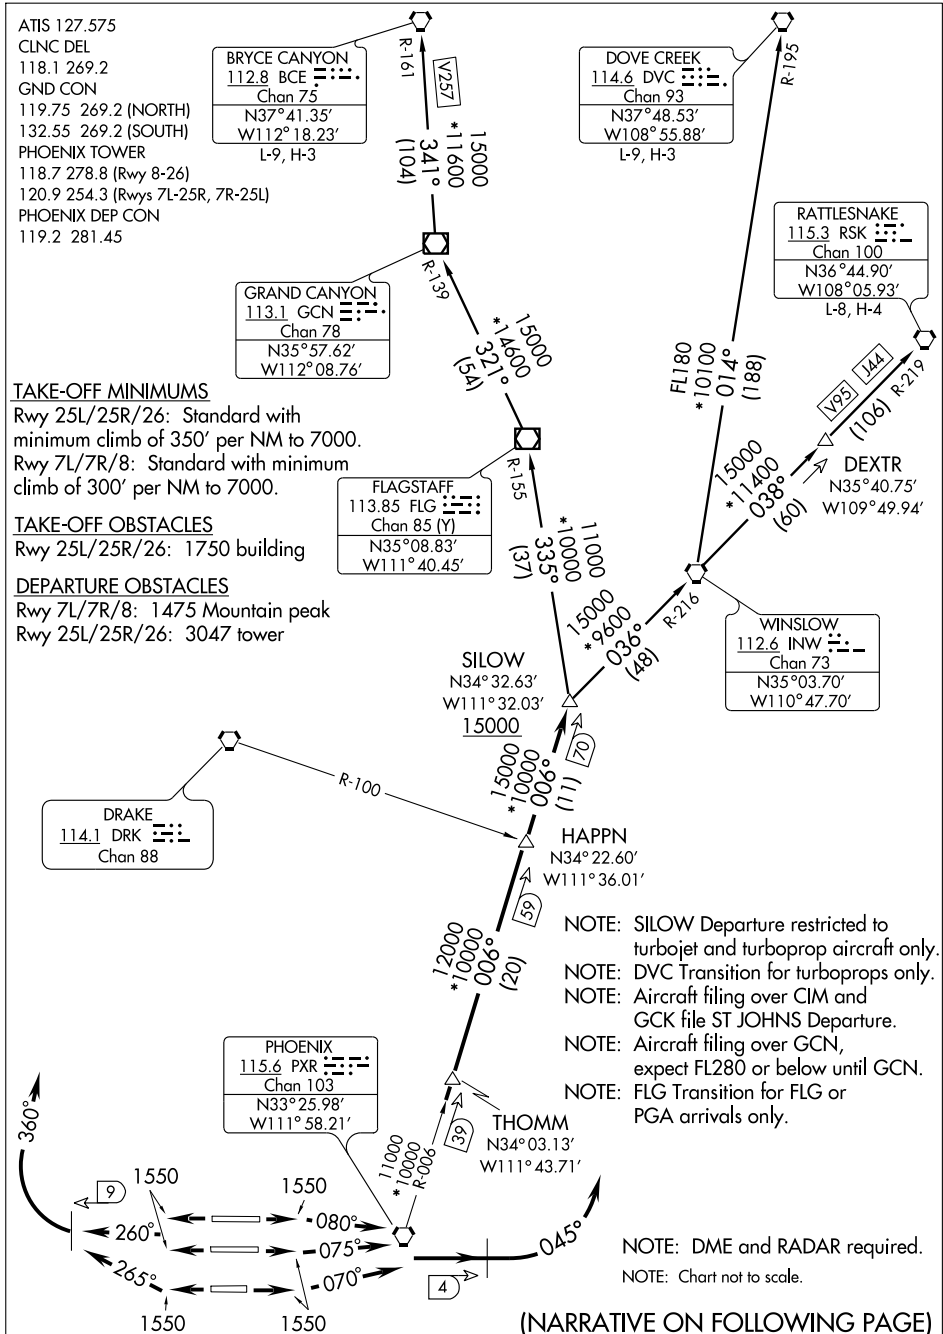 ATIS 127.575
CLNC DEL
118.1 269.2
GND CON
119.75 269.2 (NORTH)
132.55 269.2 (SOUTH)
PHOENIX TOWER
118.7 278.8 (Rwy 8-26)
120.9 254.3 (Rwys 7L-25R, 7R-25L)
PHOENIX DEP CON
119.2 281.45
BRYCE CANYON
112.8 BCE
Chan 75
N37°41.35′
W112°18.23′
L-9, H-3
R-161
V257
15000
*11600
341°
(104)
DOVE CREEK
114.6 DVC
Chan 93
N37°48.53′
W108°55.88′
L-9, H-3
R-195
RATTLESNAKE
115.3 RSK
Chan 100
N36°44.90′
W108°05.93′
L-8, H-4
GRAND CANYON
113.1 GCN
Chan 78
N35°57.62′
W112°08.76′
R-139
15000
*14600
321°
(54)
FL180
*10100
014°
(188)
V95
J44
R-219
(106)
TAKE-OFF MINIMUMS
Rwy 25L/25R/26: Standard with
minimum climb of 350′ per NM to 7000.
Rwy 7L/7R/8: Standard with minimum
climb of 300′ per NM to 7000.
TAKE-OFF OBSTACLES
Rwy 25L/25R/26: 1750 building
DEPARTURE OBSTACLES
Rwy 7L/7R/8: 1475 Mountain peak
Rwy 25L/25R/26: 3047 tower
FLAGSTAFF
113.85 FLG
Chan 85 (Y)
N35°08.83′
W111°40.45′
R-155
11000
*10000
335°
(37)
DEXTR
N35°40.75′
W109°49.94′
15000
*11400
038°
(60)
15000
*9600
036°
(48)
R-216
WINSLOW
112.6 INW
Chan 73
N35°03.70′
W110°47.70′
SILOW
N34°32.63′
W111°32.03′
15000
70
15000
*10000
006°
(11)
R-100
DRAKE
114.1 DRK
Chan 88
HAPPN
N34°22.60′
W111°36.01′
59
12000
*10000
006°
(20)
NOTE: SILOW Departure restricted to
turbojet and turboprop aircraft only.
NOTE: DVC Transition for turboprops only.
NOTE: Aircraft filing over CIM and
GCK file ST JOHNS Departure.
NOTE: Aircraft filing over GCN,
expect FL280 or below until GCN.
NOTE: FLG Transition for FLG or
PGA arrivals only.
PHOENIX
115.6 PXR
Chan 103
N33°25.98′
W111°58.21′
THOMM
N34°03.13′
W111°43.71′
39
11000
*10000
R-006
360°
9
1550
1550
260°
080°
075°
265°
070°
1550
1550
4
045°
NOTE: DME and RADAR required.
NOTE: Chart not to scale.
(NARRATIVE ON FOLLOWING PAGE)